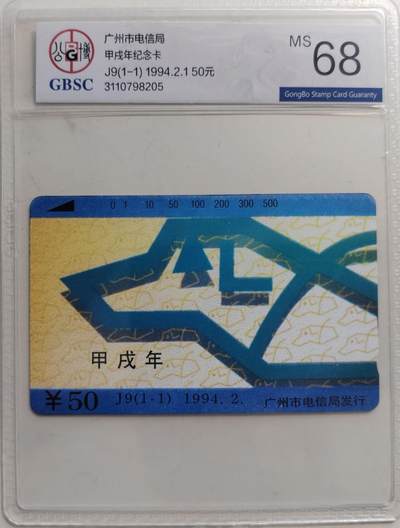 广州市电信局
甲戌年纪念卡
J9(1-1) 1994.2.1 50元
3110798205
GBSC
MS 68
GongBo Stamp Card Guaranty
0 1 10 50 100 200 300 500
甲戌年
¥50 J9(1-1) 1994.2. 广州市电信局发行